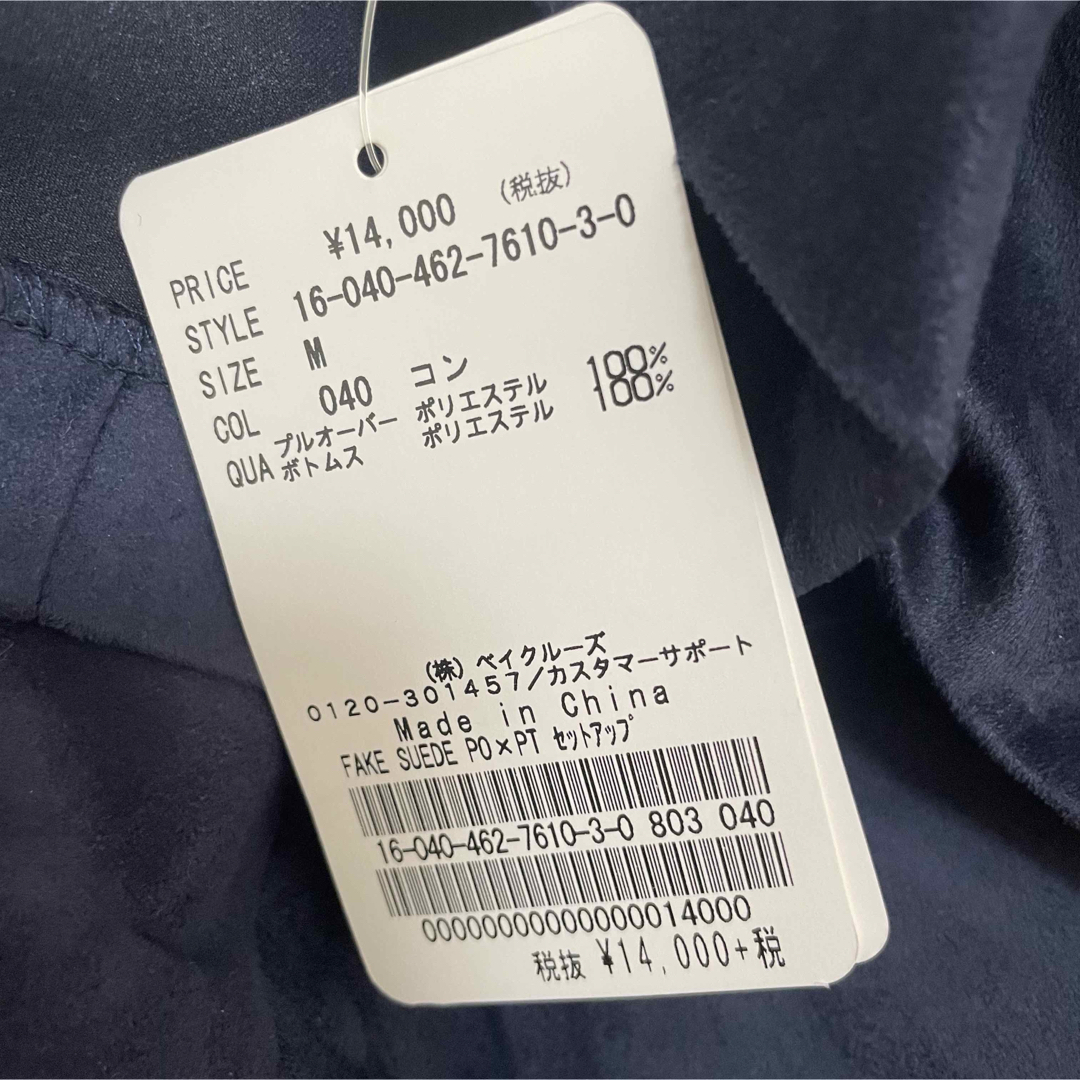 PRICE ¥14,000 (税抜)
STYLE 16-040-462-7610-3-0
SIZE M
COL 040 コン
QUA プルオーバー ポリエステル 100%
ボトムス ポリエステル 100%
(株) ベイクルーズ
0120-301457/カスタマーサポート
Made in China
FAKE SUEDE PO×PT セットアップ
16-040-462-7610-3-0 803 040
00000000000000014000
税抜 ¥14,000+税